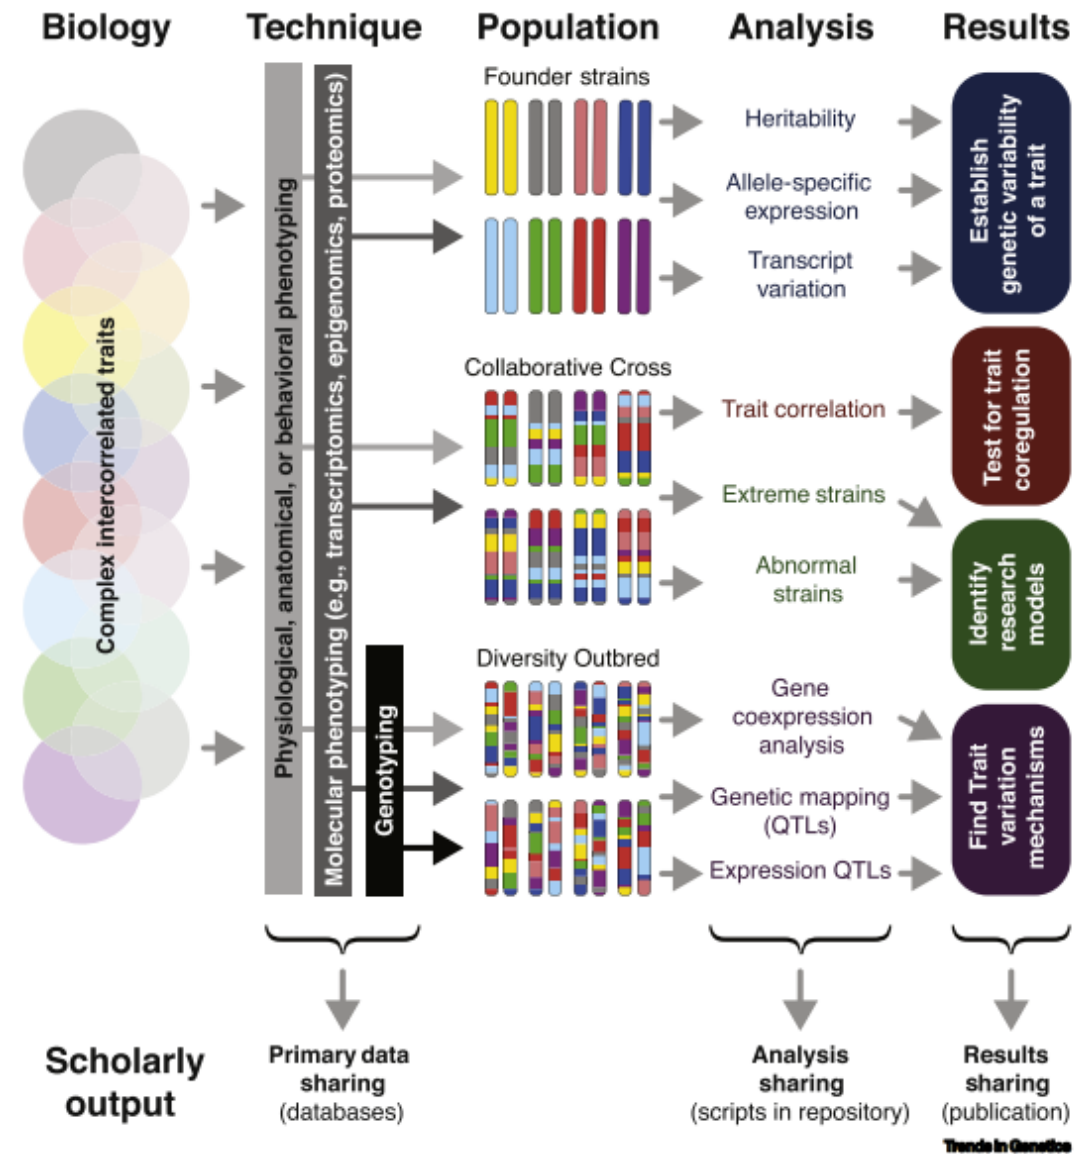 Biology
Technique
Population
Analysis
Results
Complex intercorrelated traits
Physiological, anatomical, or behavioral phenotyping
Molecular phenotyping (e.g., transcriptomics, epigenomics, proteomics)
Genotyping
Founder strains
Heritability
Allele-specific
expression
Transcript
variation
Establish
genetic variability
of a trait
Collaborative Cross
Trait correlation
Extreme strains
Abnormal
strains
Test for trait
coregulation
Identify
research
models
Diversity Outbred
Gene
coexpression
analysis
Genetic mapping
(QTLs)
Expression QTLs
Find Trait
variation
mechanisms
Scholarly
output
Primary data
sharing
(databases)
Analysis
sharing
(scripts in repository)
Results
sharing
(publication)
Trends in Genetics